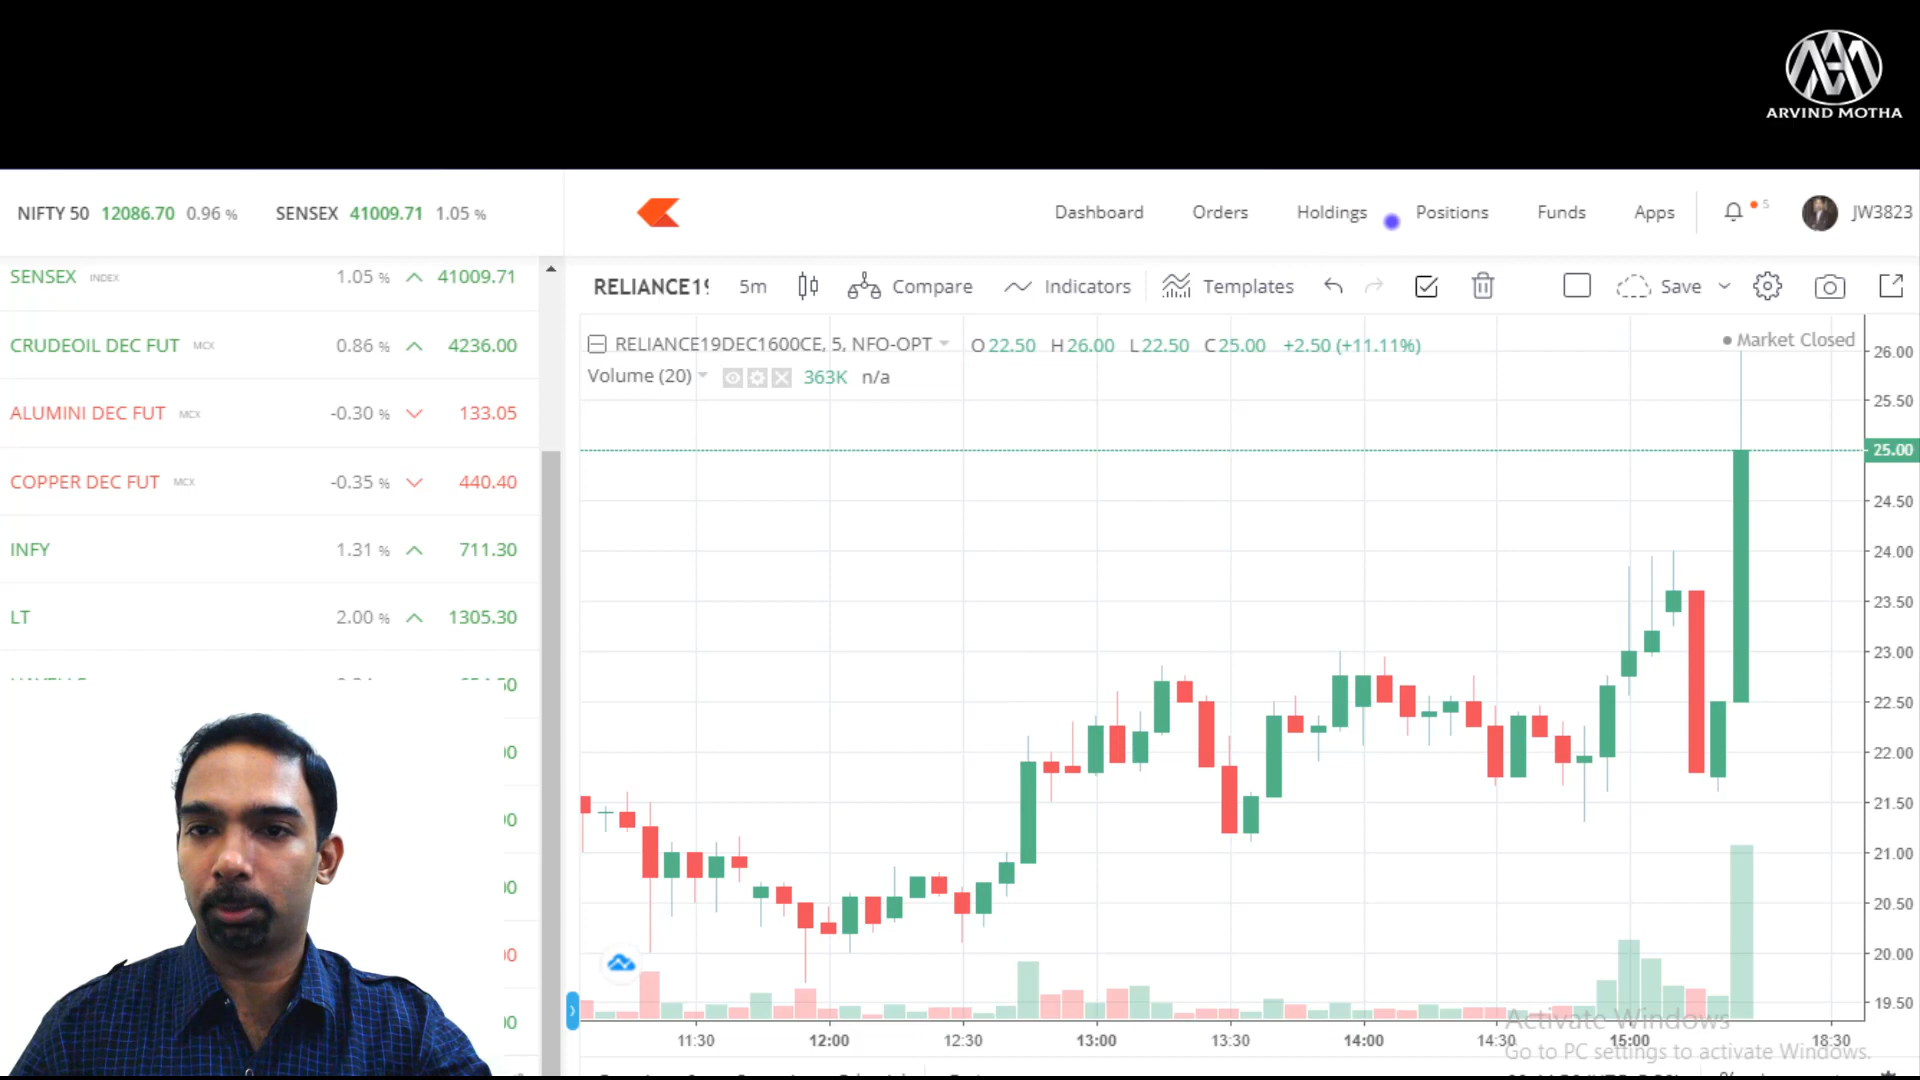 ARVIND MOTHA
NIFTY 50 12086.70 0.96 % SENSEX 41009.71 1.05 %
Dashboard Orders Holdings Positions Funds Apps 5 JW3823
SENSEX INDEX 1.05 % 41009.71
RELIANCE19 5m Compare Indicators Templates Save
CRUDEOIL DEC FUT MCX 0.86 % 4236.00
RELIANCE19DEC1600CE, 5, NFO-OPT O 22.50 H 26.00 L 22.50 C 25.00 +2.50 (+11.11%)
Market Closed
Volume (20) 363K n/a
ALUMINI DEC FUT MCX -0.30 % 133.05
COPPER DEC FUT MCX -0.35 % 440.40
INFY 1.31 % 711.30
LT 2.00 % 1305.30
26.00
25.50
25.00
24.50
24.00
23.50
23.00
22.50
22.00
21.50
21.00
20.50
20.00
19.50
11:30 12:00 12:30 13:00 13:30 14:00 14:30 15:00 18:30
Activate Windows
Go to PC settings to activate Windows.